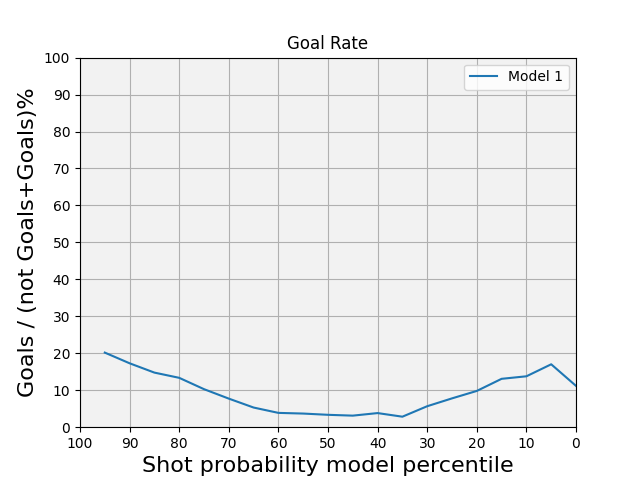 Goal Rate
Model 1
Goals / (not Goals+Goals)%
100
90
80
70
60
50
40
30
20
10
0
100 90 80 70 60 50 40 30 20 10 0
Shot probability model percentile